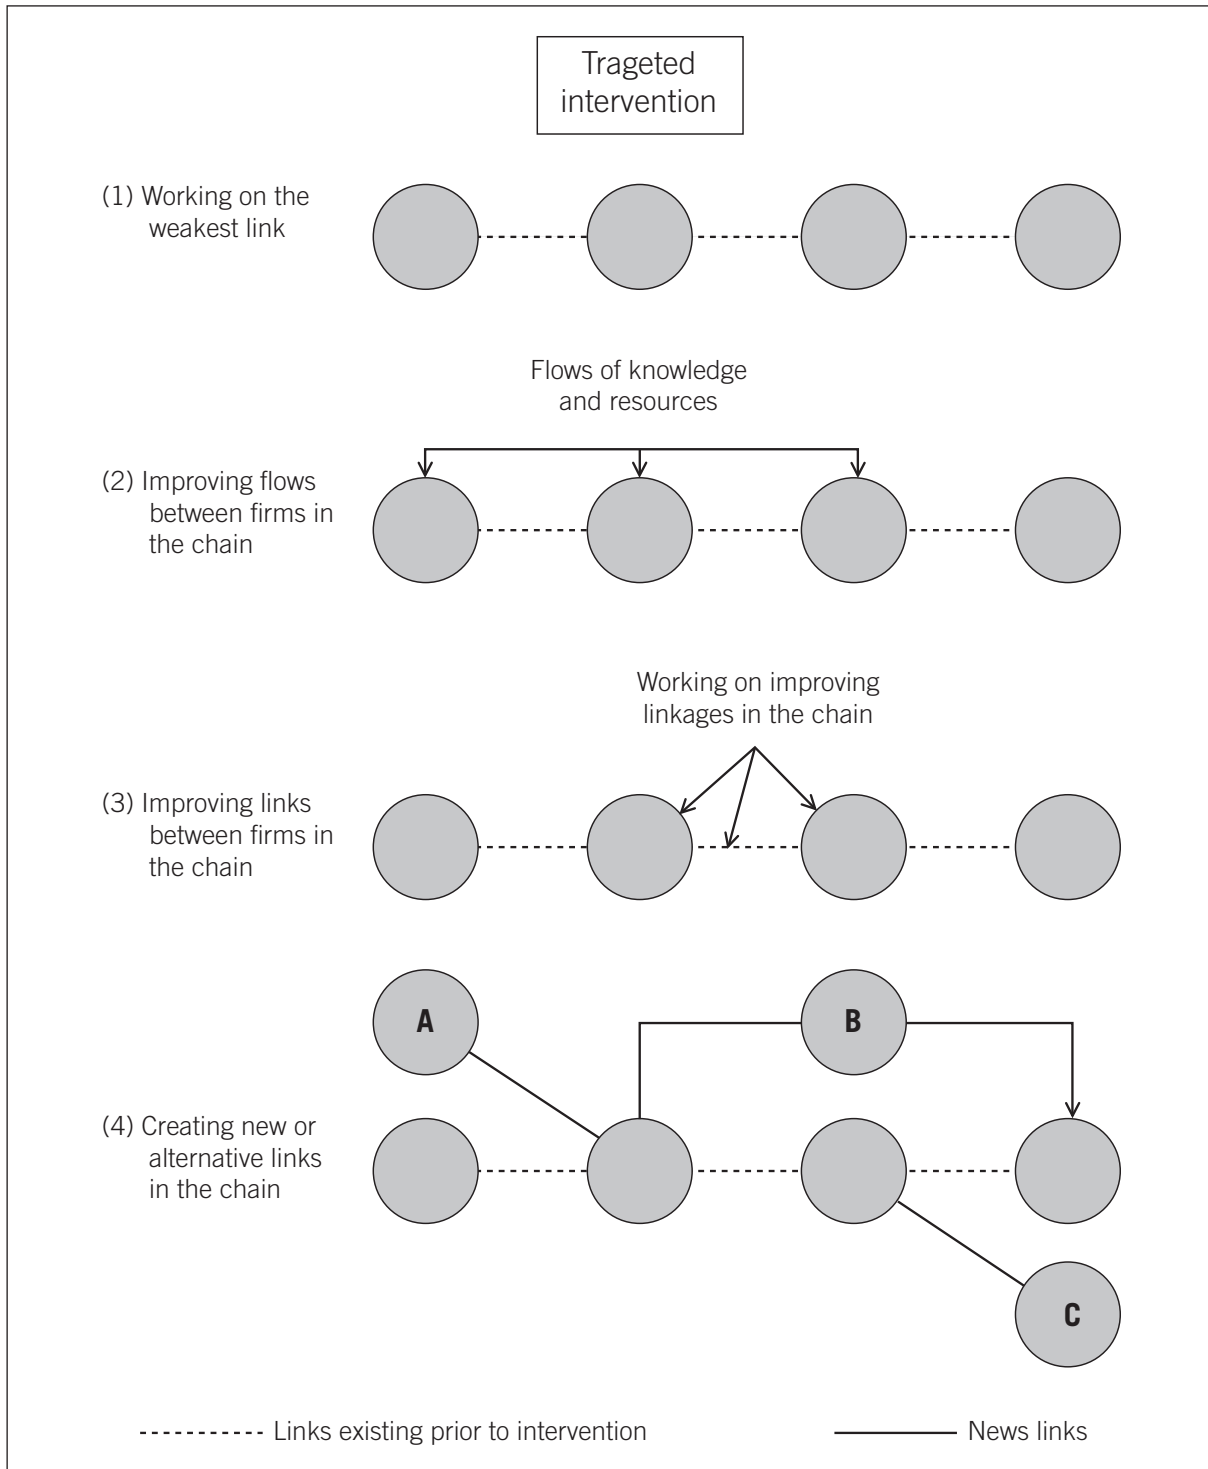 Trageted
intervention
(1) Working on the
weakest link
Flows of knowledge
and resources
(2) Improving flows
between firms in
the chain
Working on improving
linkages in the chain
(3) Improving links
between firms in
the chain
A
B
(4) Creating new or
alternative links
in the chain
C
Links existing prior to intervention
News links